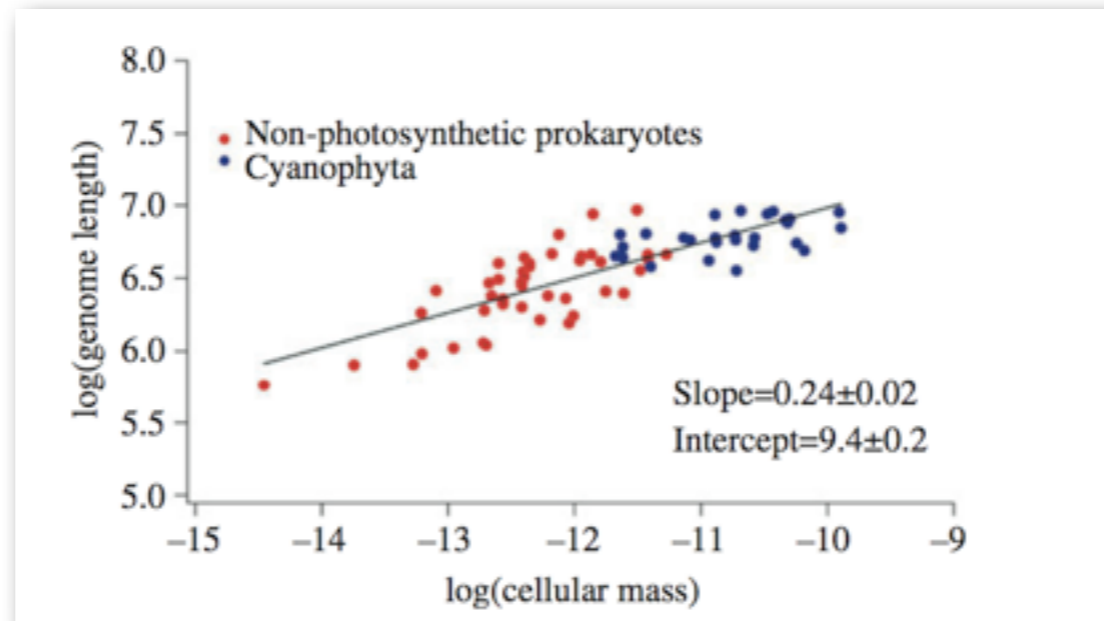 8.0
7.5
Non-photosynthetic prokaryotes
Cyanophyta
7.0
6.5
6.0
5.5
5.0
log(genome length)
Slope=0.24±0.02
Intercept=9.4±0.2
–15 –14 –13 –12 –11 –10 –9
log(cellular mass)